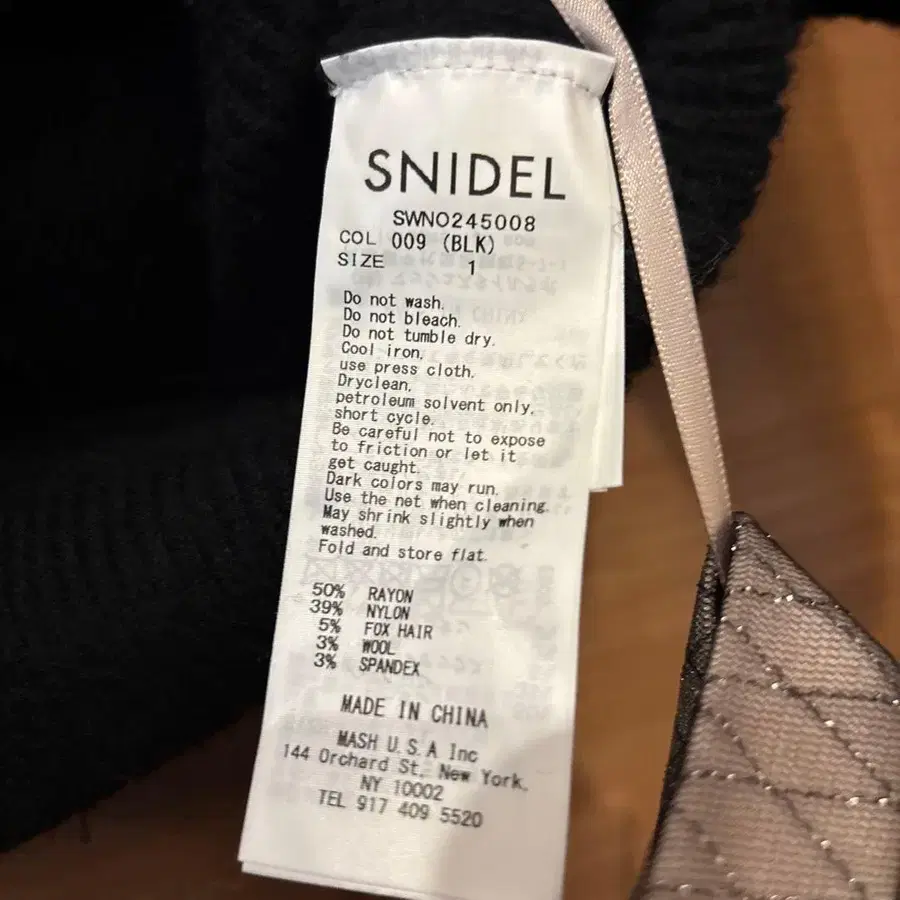 SNIDEL
SWNO245008
COL 009 (BLK)
SIZE 1
Do not wash.
Do not bleach.
Do not tumble dry.
Cool iron,
use press cloth.
Dryclean,
petroleum solvent only,
short cycle.
Be careful not to expose
to friction or let it
get caught.
Dark colors may run.
Use the net when cleaning.
May shrink slightly when
washed.
Fold and store flat.
50% RAYON
39% NYLON
5% FOX HAIR
3% WOOL
3% SPANDEX
MADE IN CHINA
MASH U.S.A Inc
144 Orchard St. New York.
NY 10002
TEL 917 409 5520